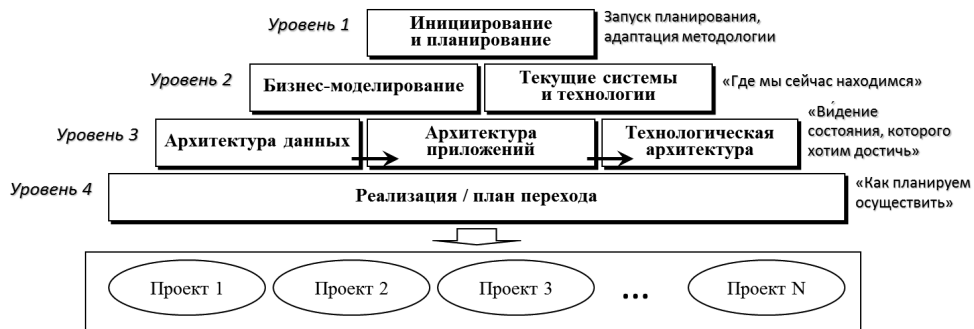 Уровень 1
Инициирование
и планирование
Запуск планирования,
адаптация методологии
Уровень 2
Бизнес-моделирование
Текущие системы
и технологии
«Где мы сейчас находимся»
Уровень 3
Архитектура данных
Архитектура
приложений
Технологическая
архитектура
«Ви́дение
состояния, которого
хотим достичь»
Уровень 4
Реализация / план перехода
«Как планируем
осуществить»
Проект 1
Проект 2
Проект 3
...
Проект N